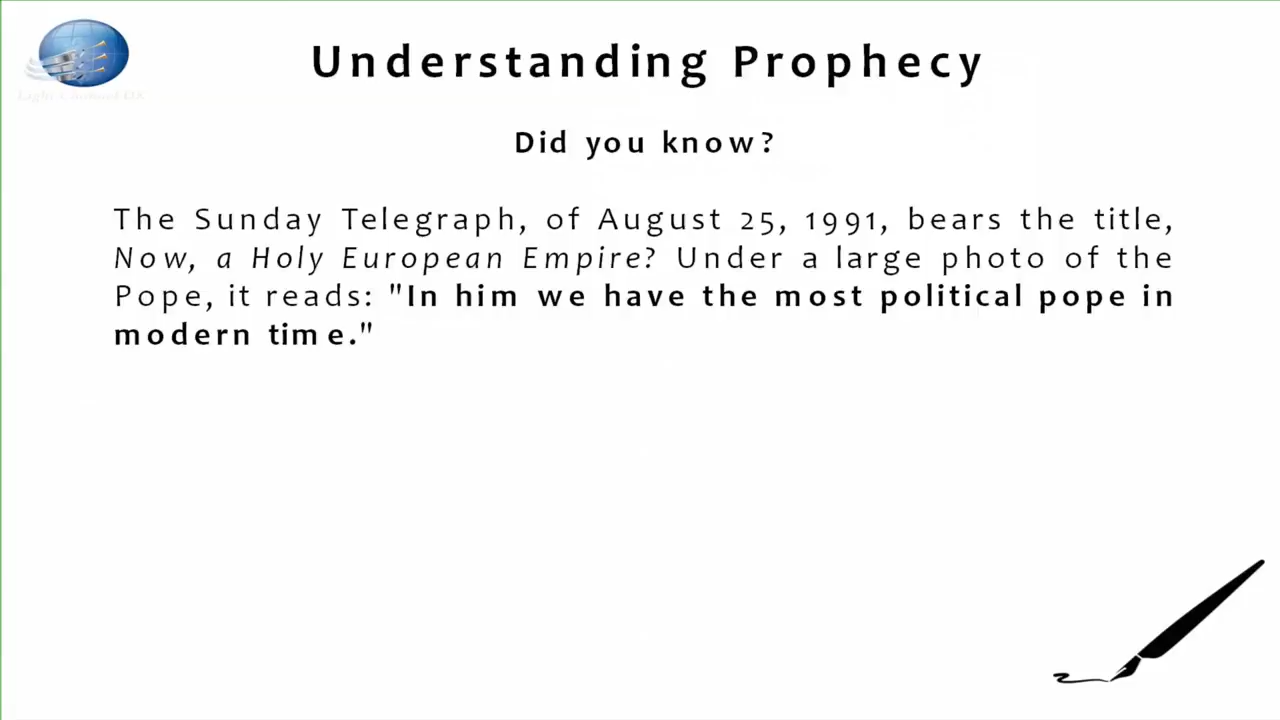 Understanding Prophecy
Did you know?
The Sunday Telegraph, of August 25, 1991, bears the title,
Now, a Holy European Empire? Under a large photo of the
Pope, it reads: "In him we have the most political pope in
modern time."